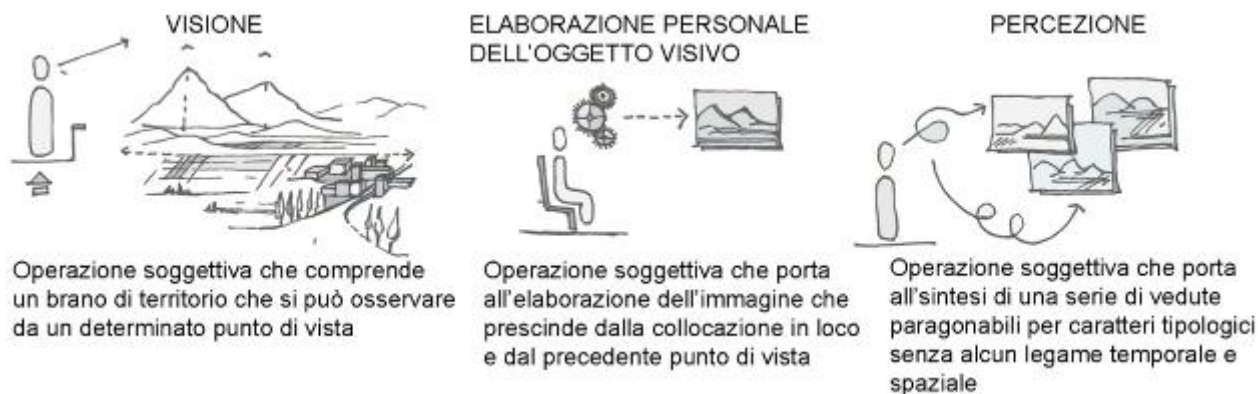 VISIONE
Operazione soggettiva che comprende
un brano di territorio che si può osservare
da un determinato punto di vista
ELABORAZIONE PERSONALE
DELL'OGGETTO VISIVO
Operazione soggettiva che porta
all'elaborazione dell'immagine che
prescinde dalla collocazione in loco
e dal precedente punto di vista
PERCEZIONE
Operazione soggettiva che porta
all'sintesi di una serie di vedute
paragonabili per caratteri tipologici
senza alcun legame temporale e
spaziale